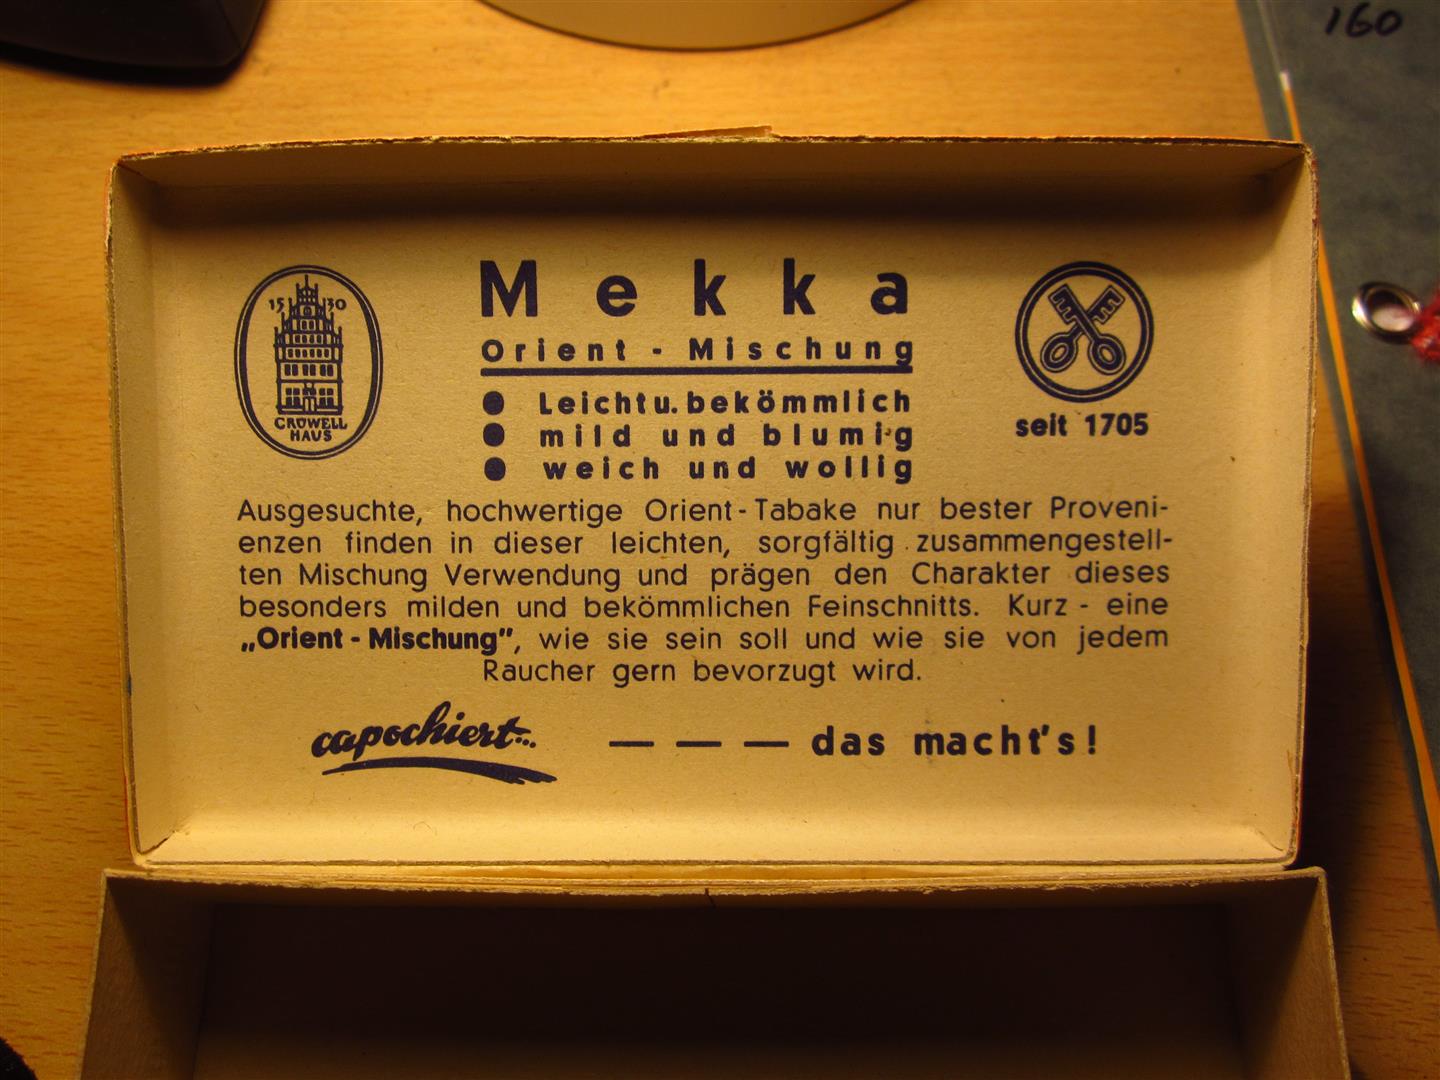 160
15 30
CRÜWELL
HAUS
Mekka
Orient - Mischung
● Leicht u. bekömmlich
● mild und blumig
● weich und wollig
seit 1705
Ausgesuchte, hochwertige Orient-Tabake nur bester Proveni-
enzen finden in dieser leichten, sorgfältig zusammengestell-
ten Mischung Verwendung und prägen den Charakter dieses
besonders milden und bekömmlichen Feinschnitts. Kurz - eine
„Orient - Mischung", wie sie sein soll und wie sie von jedem
Raucher gern bevorzugt wird.
capochiert... — — — das macht's!